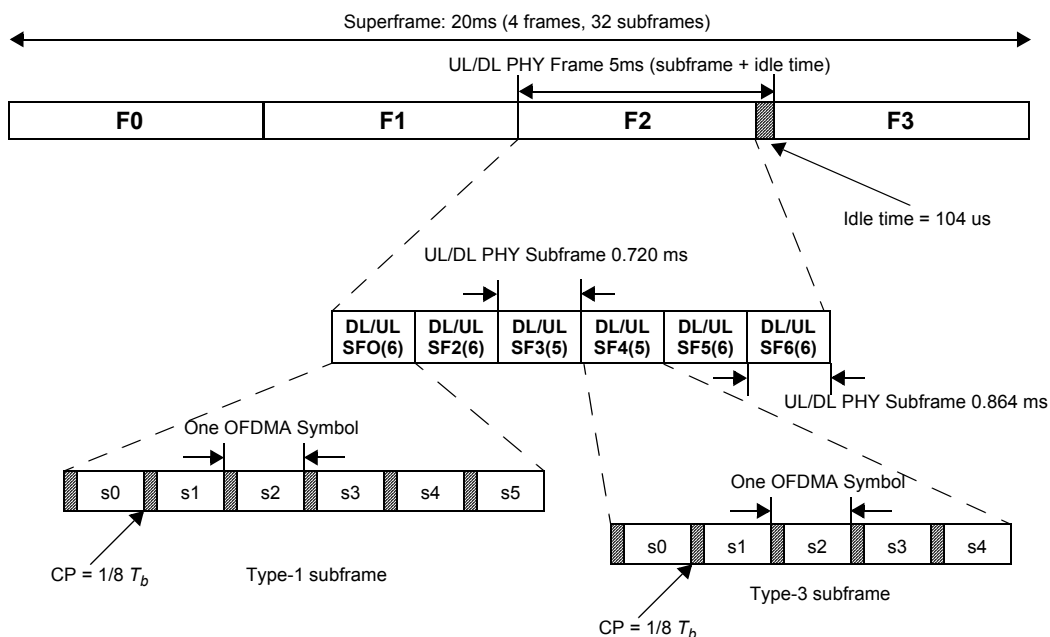 Superframe: 20ms (4 frames, 32 subframes)
UL/DL PHY Frame 5ms (subframe + idle time)
F0 F1 F2 F3
Idle time = 104 us
UL/DL PHY Subframe 0.720 ms
DL/UL DL/UL DL/UL DL/UL DL/UL DL/UL
SFO(6) SF2(6) SF3(5) SF4(5) SF5(6) SF6(6)
UL/DL PHY Subframe 0.864 ms
One OFDMA Symbol
s0 s1 s2 s3 s4 s5
CP = 1/8 T_b
Type-1 subframe
One OFDMA Symbol
s0 s1 s2 s3 s4
Type-3 subframe
CP = 1/8 T_b